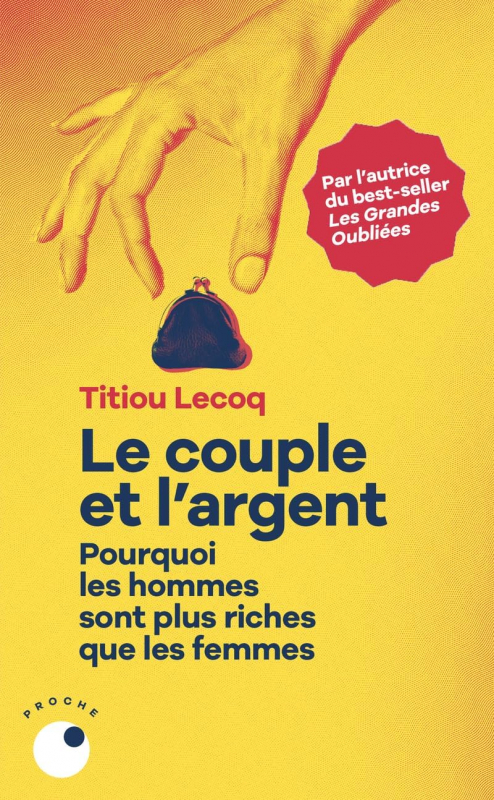 Par l'autrice
du best-seller
Les Grandes
Oubliées
Titiou Lecoq
Le couple
et l'argent
Pourquoi
les hommes
sont plus riches
que les femmes
PROCHE